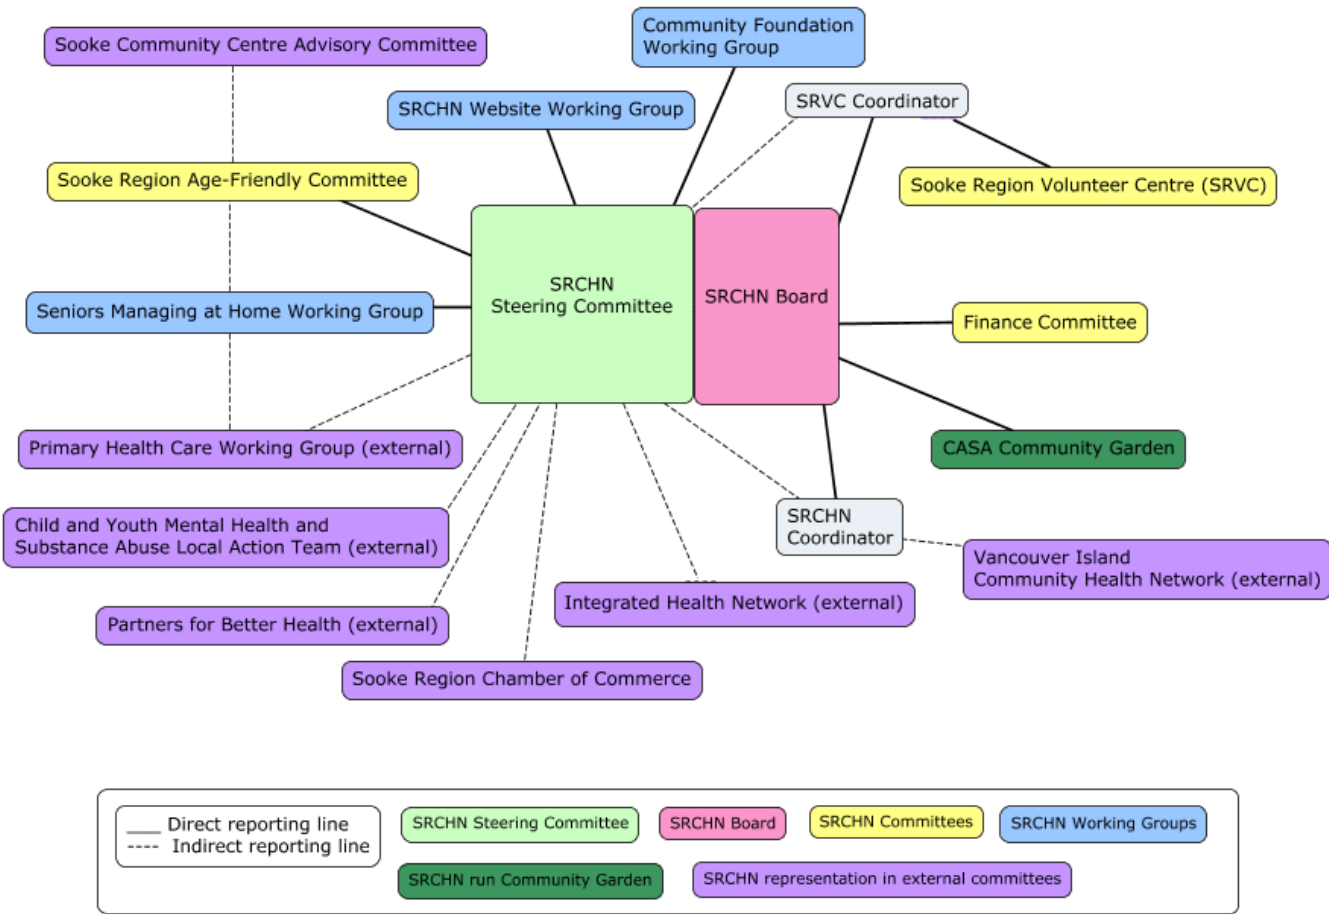 Community Foundation
Working Group
Sooke Community Centre Advisory Committee
SRVC Coordinator
SRCHN Website Working Group
Sooke Region Age-Friendly Committee
Sooke Region Volunteer Centre (SRVC)
SRCHN
Steering Committee
SRCHN Board
Seniors Managing at Home Working Group
Finance Committee
Primary Health Care Working Group (external)
CASA Community Garden
Child and Youth Mental Health and
Substance Abuse Local Action Team (external)
SRCHN
Coordinator
Vancouver Island
Community Health Network (external)
Integrated Health Network (external)
Partners for Better Health (external)
Sooke Region Chamber of Commerce
___ Direct reporting line
---- Indirect reporting line
SRCHN Steering Committee
SRCHN Board
SRCHN Committees
SRCHN Working Groups
SRCHN run Community Garden
SRCHN representation in external committees